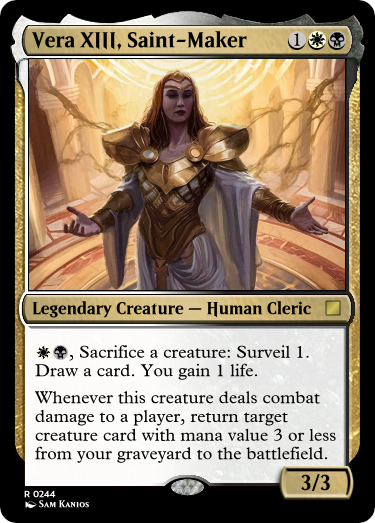 Vera XIII, Saint-Maker 1
Legendary Creature — Human Cleric
, Sacrifice a creature: Surveil 1.
Draw a card. You gain 1 life.
Whenever this creature deals combat
damage to a player, return target
creature card with mana value 3 or less
from your graveyard to the battlefield.
3/3
R 0244
Sam Kanios